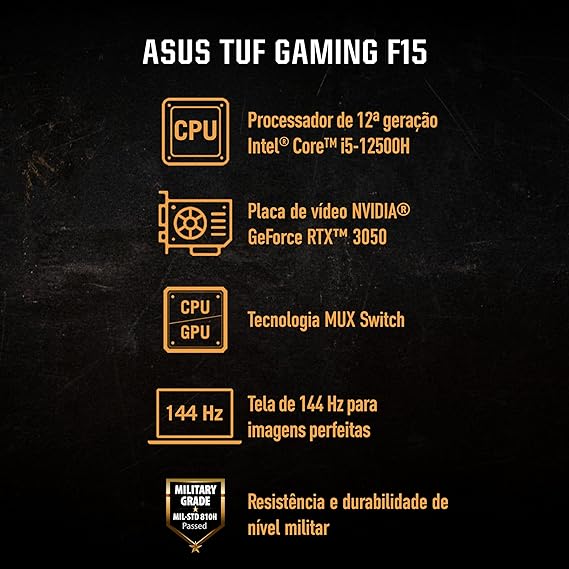 ASUS TUF GAMING F15
CPU
Processador de 12ª geração
Intel® Core™ i5-12500H
Placa de vídeo NVIDIA®
GeForce RTX™ 3050
CPU
GPU
Tecnologia MUX Switch
144 Hz
Tela de 144 Hz para
imagens perfeitas
MILITARY
GRADE
MIL-STD 810H
Passed
Resistência e durabilidade de
nível militar